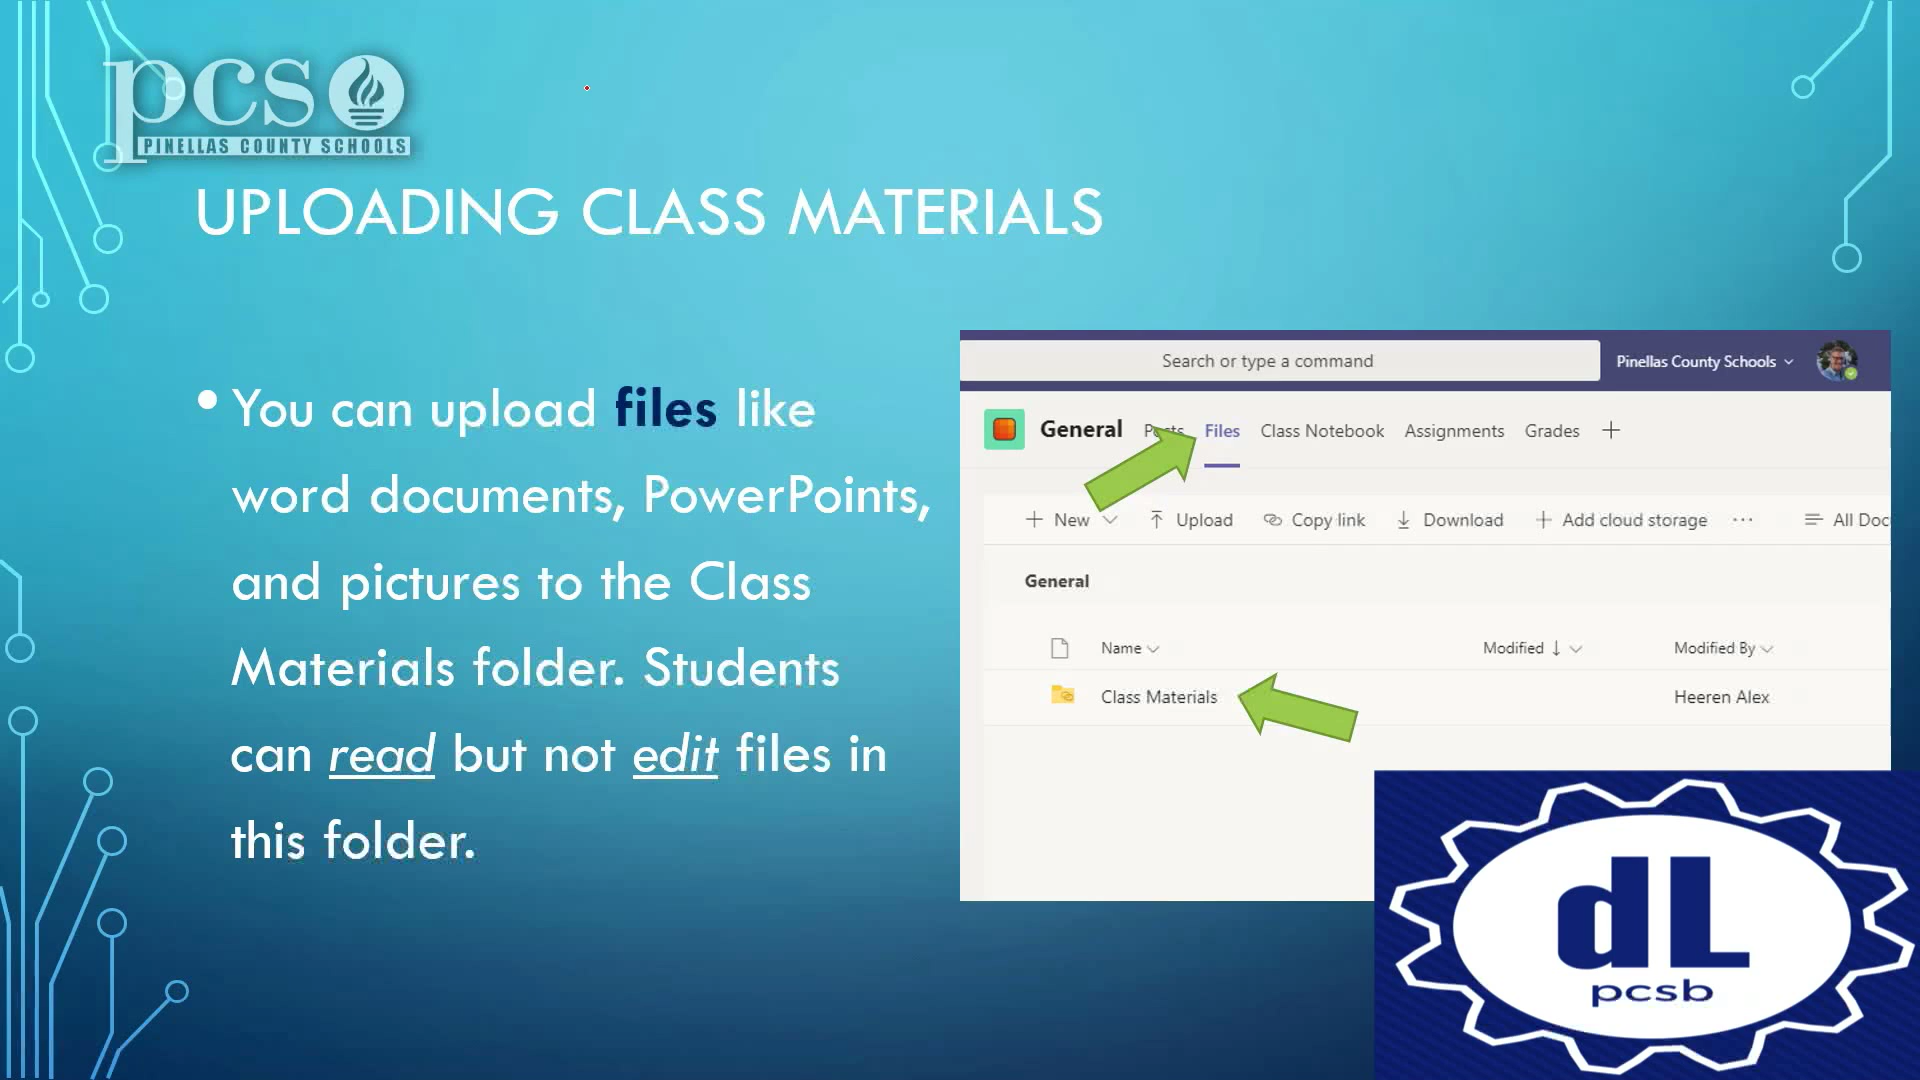 pcs
PINELLAS COUNTY SCHOOLS
UPLOADING CLASS MATERIALS
• You can upload files like
word documents, PowerPoints,
and pictures to the Class
Materials folder. Students
can read but not edit files in
this folder.
Search or type a command
Pinellas County Schools
General Posts Files Class Notebook Assignments Grades +
+ New Upload Copy link Download + Add cloud storage ... All Doc
General
Name Modified ↓ Modified By
Class Materials Heeren Alex
dL
pcsb